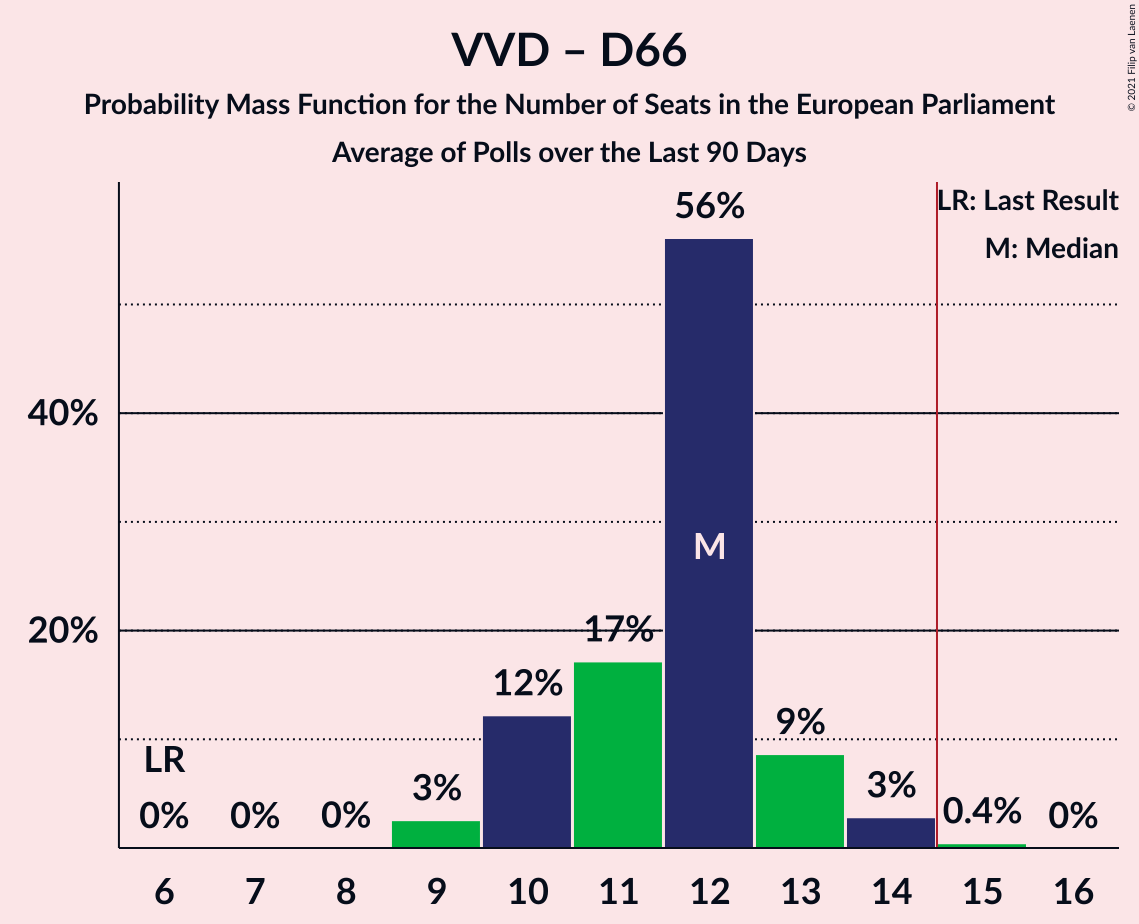 VVD – D66
Probability Mass Function for the Number of Seats in the European Parliament
Average of Polls over the Last 90 Days
© 2021 Filip van Laenen
LR: Last Result
M: Median
56%
40%
M
20%
17%
12%
9%
LR
3%
3%
0%
0%
0%
0.4%
0%
6 7 8 9 10 11 12 13 14 15 16